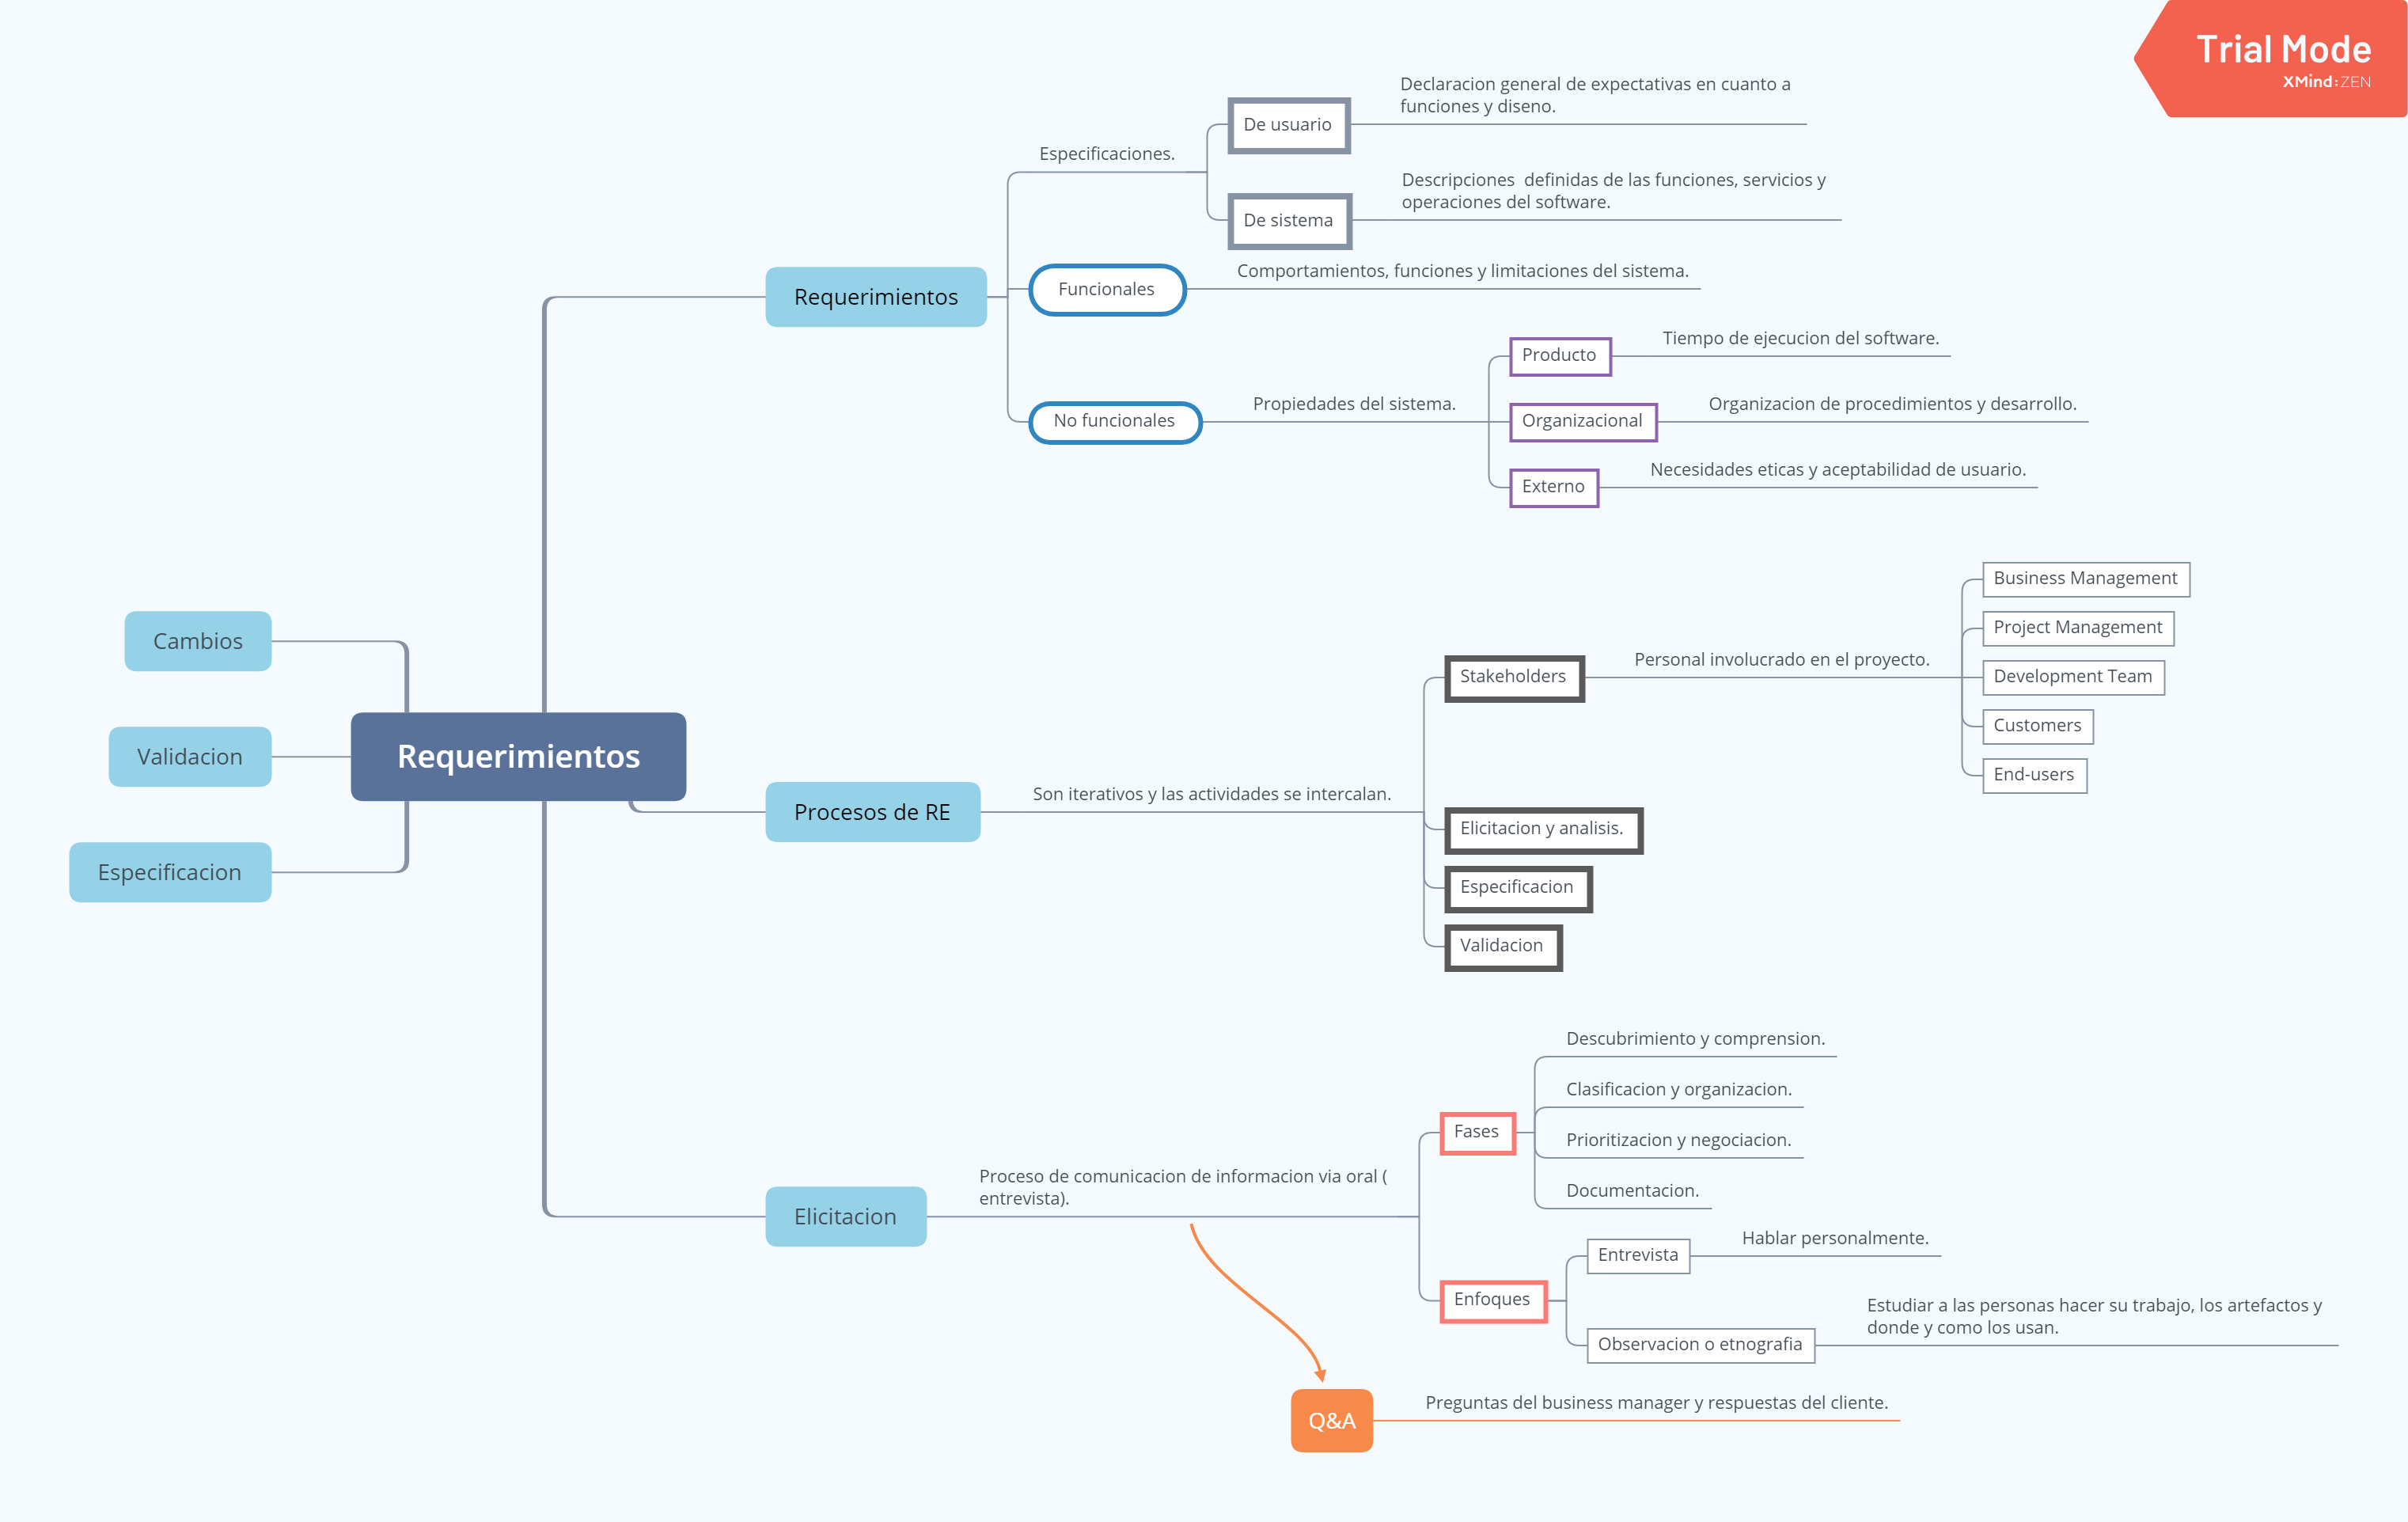 Trial Mode
XMind:ZEN
Requerimientos
Requerimientos
Especificaciones.
De usuario
Declaracion general de expectativas en cuanto a
funciones y diseno.
De sistema
Descripciones  definidas de las funciones, servicios y
operaciones del software.
Funcionales
Comportamientos, funciones y limitaciones del sistema.
No funcionales
Propiedades del sistema.
Producto
Tiempo de ejecucion del software.
Organizacional
Organizacion de procedimientos y desarrollo.
Externo
Necesidades eticas y aceptabilidad de usuario.
Procesos de RE
Son iterativos y las actividades se intercalan.
Stakeholders
Personal involucrado en el proyecto.
Business Management
Project Management
Development Team
Customers
End-users
Elicitacion y analisis.
Especificacion
Validacion
Elicitacion
Proceso de comunicacion de informacion via oral (
entrevista).
Fases
Descubrimiento y comprension.
Clasificacion y organizacion.
Prioritizacion y negociacion.
Documentacion.
Enfoques
Entrevista
Hablar personalmente.
Observacion o etnografia
Estudiar a las personas hacer su trabajo, los artefactos y
donde y como los usan.
Q&A
Preguntas del business manager y respuestas del cliente.
Cambios
Validacion
Especificacion